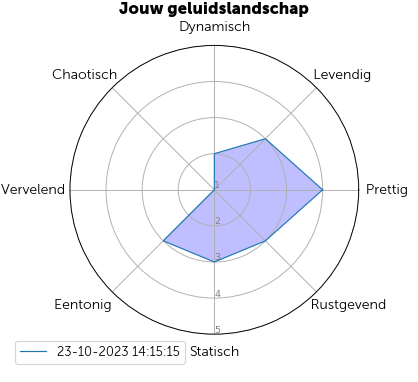 Jouw geluidslandschap
Dynamisch
Chaotisch
Levendig
Vervelend
1
Prettig
2
3
4
Eentonig
Rustgevend
5
23-10-2023 14:15:15
Statisch